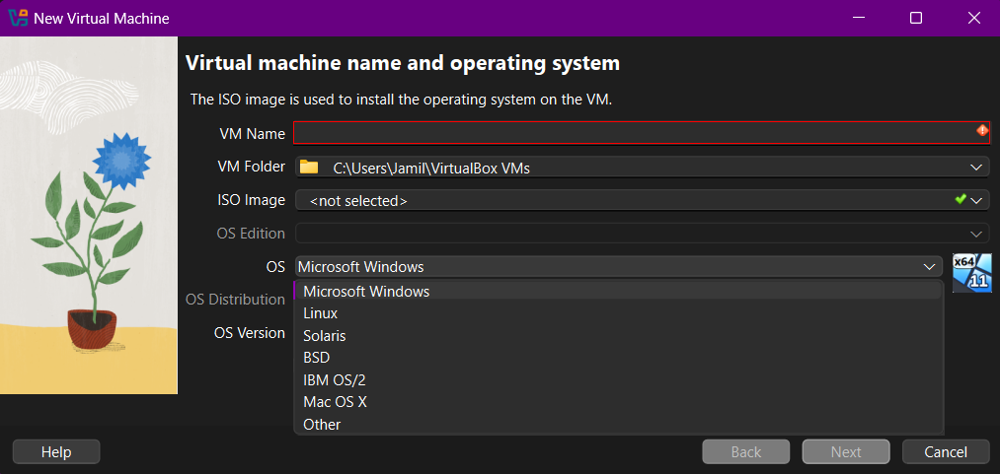 New Virtual Machine
Virtual machine name and operating system
The ISO image is used to install the operating system on the VM.
VM Name
VM Folder C:\Users\Jamil\VirtualBox VMs
ISO Image <not selected>
OS Edition
OS Microsoft Windows x64 11
Microsoft Windows
OS Distribution
Linux
OS Version
Solaris
BSD
IBM OS/2
Mac OS X
Other
Help Back Next Cancel